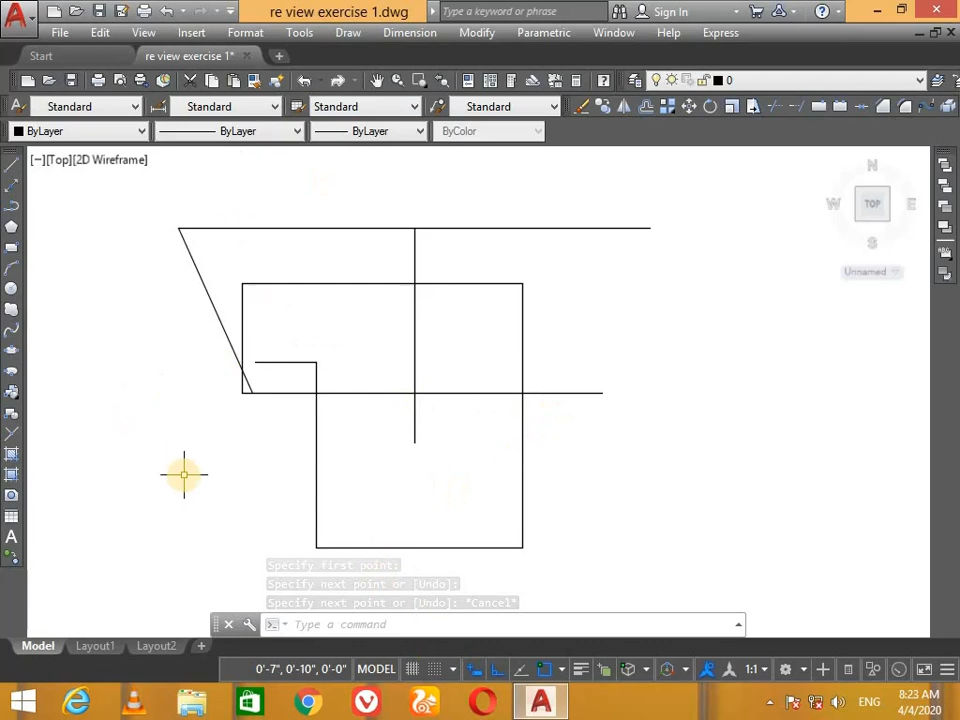 re view exercise 1.dwg
Type a keyword or phrase
Sign In
File Edit View Insert Format Tools Draw Dimension Modify Parametric Window Help Express
Start
re view exercise 1*
0
Standard Standard Standard Standard
ByLayer ByLayer ByLayer ByColor
[−][Top][2D Wireframe]
N
W TOP E
S
Unnamed
Specify first point:
Specify next point or [Undo]:
Specify next point or [Undo]: *Cancel*
Type a command
Model Layout1 Layout2
0'-7", 0'-10", 0'-0" MODEL 1:1
ENG
8:23 AM
4/4/2020